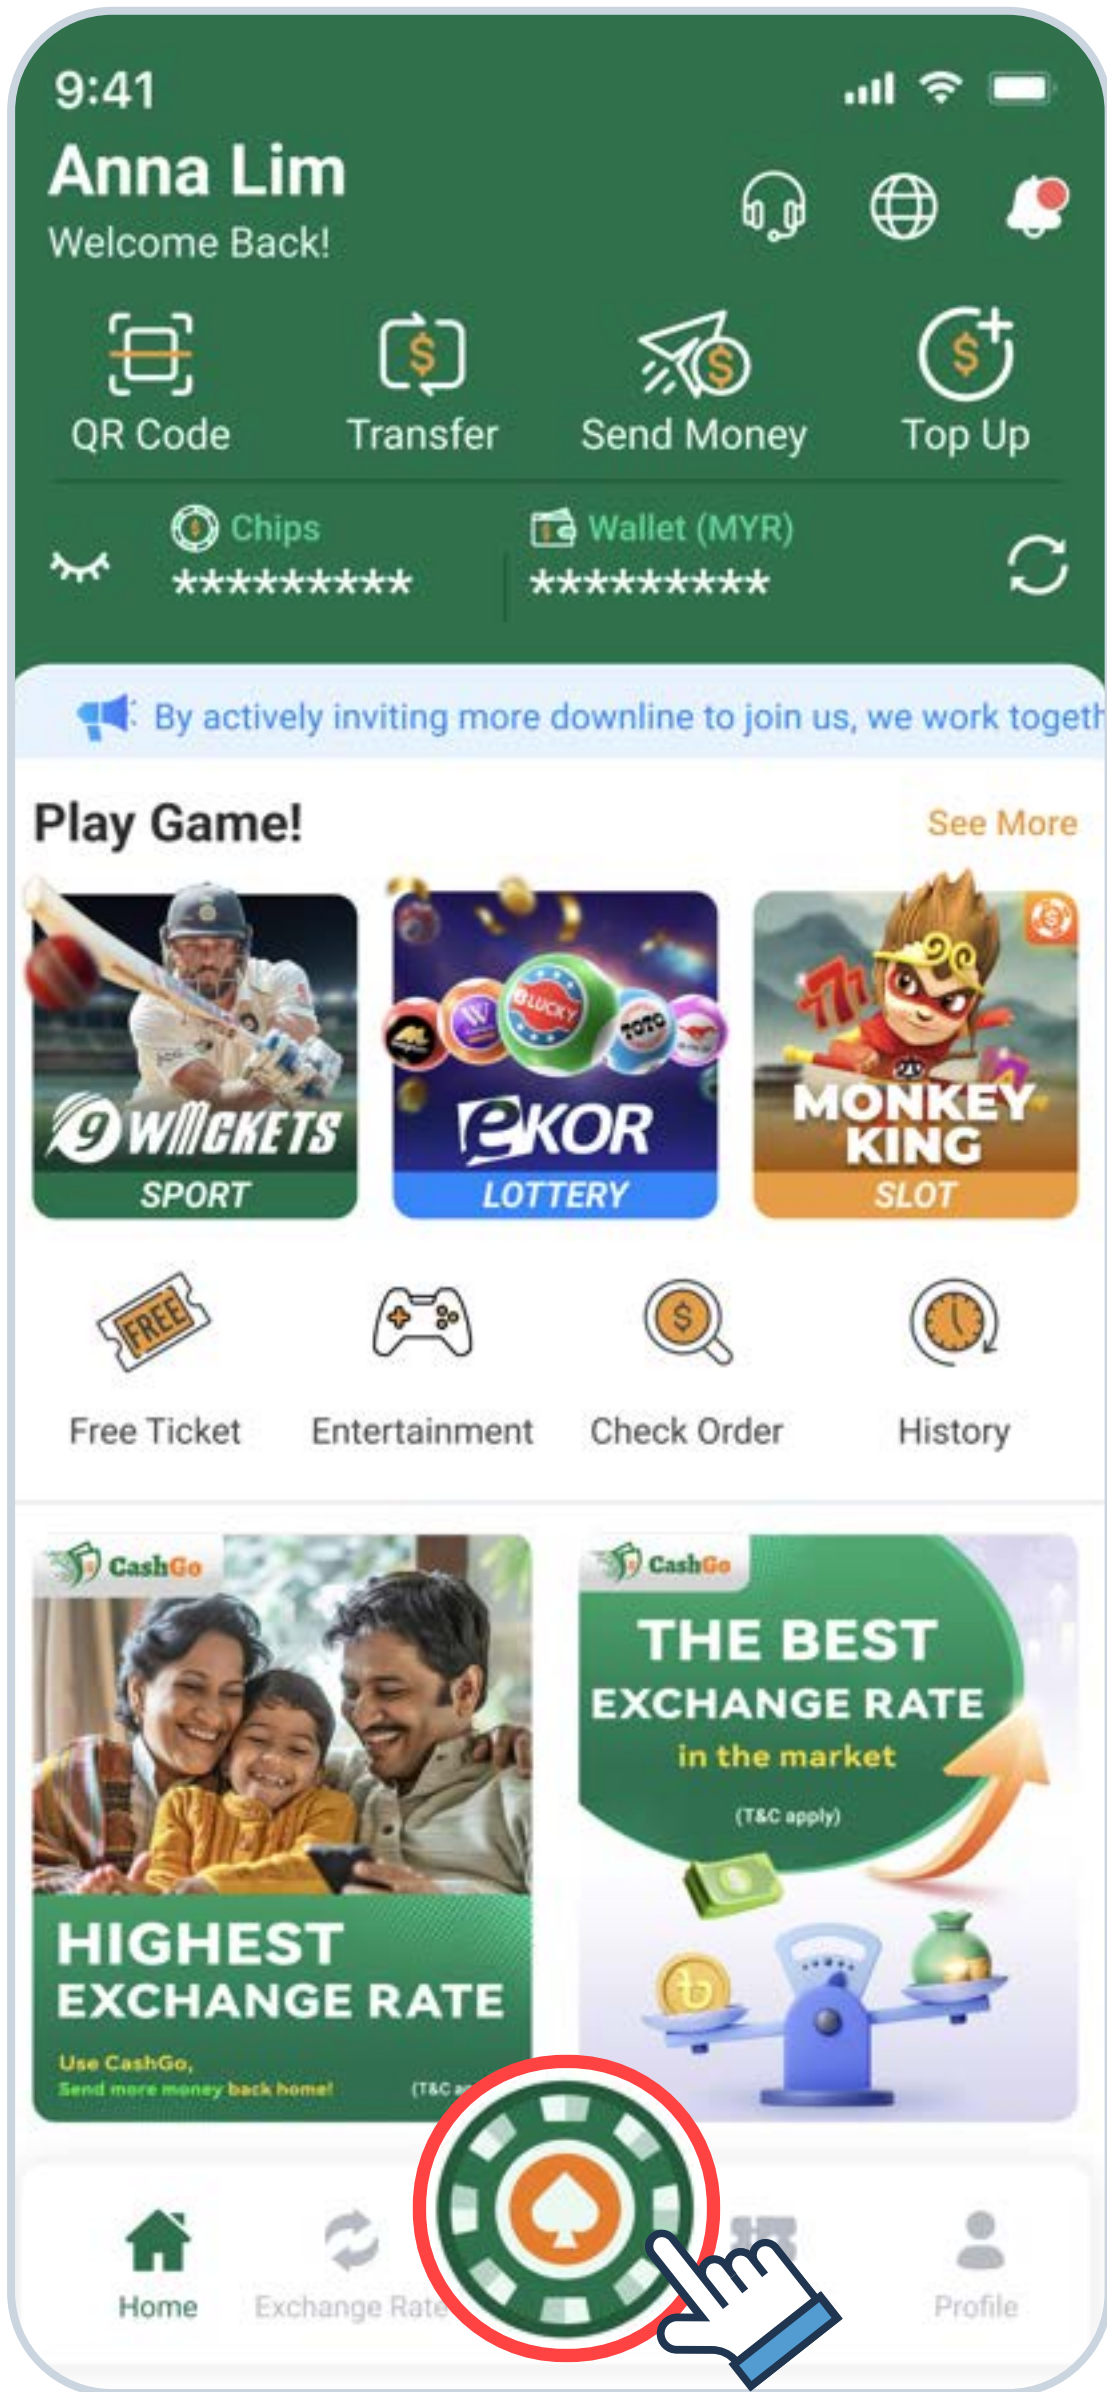 9:41
Anna Lim
Welcome Back!
QR Code
Transfer
Send Money
Top Up
Chips
Wallet (MYR)
*********
*********
By actively inviting more downline to join us, we work togeth
Play Game!
See More
9WICKETS
SPORT
LUCKY
TOTO
eKOR
LOTTERY
77
MONKEY
KING
SLOT
FREE
Free Ticket
Entertainment
Check Order
History
CashGo
HIGHEST
EXCHANGE RATE
Use CashGo,
Send more money back home!
(T&C a
CashGo
THE BEST
EXCHANGE RATE
in the market
(T&C apply)
Home
Exchange Rate
Profile